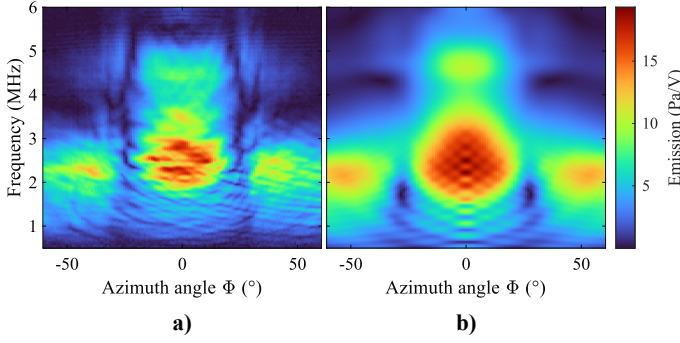 6
5
4
3
2
1
Frequency (MHz)
-50 0 50
Azimuth angle Φ (°)
a)
-50 0 50
Azimuth angle Φ (°)
b)
15
10
5
Emission (Pa/V)